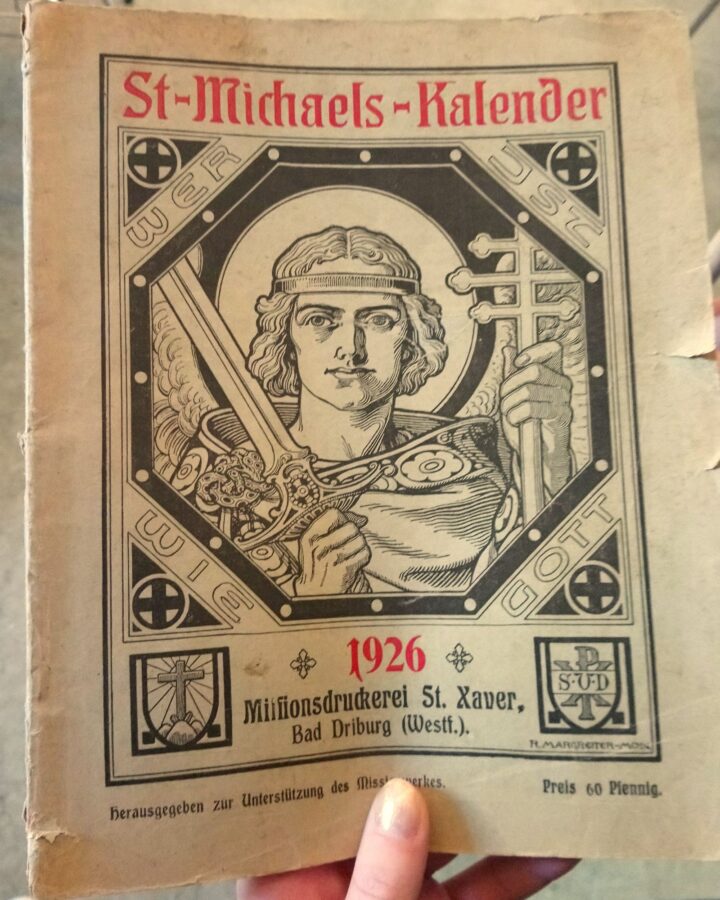 St-Michaels-Kalender
WER
IST
WIE
GOTT
1926
Missionsdruckerei St. Xaver,
Bad Driburg (Westf.).
P
S·V·D
Herausgegeben zur Unterstützung des
Preis 60 Pfennig.